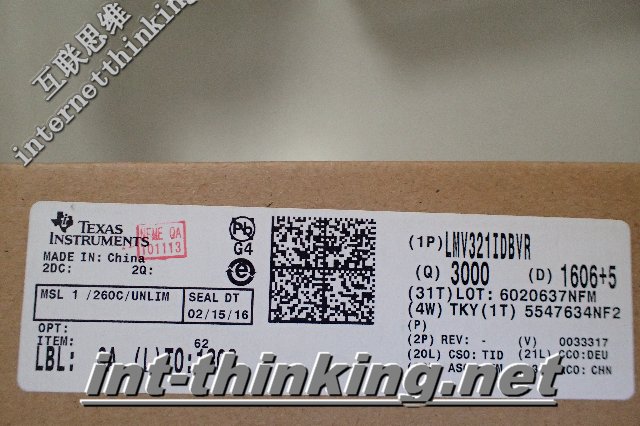 互联思维
internetthinking
TEXAS
INSTRUMENTS
NFME QA
101113
MADE IN: China
2DC: 2Q:
Pb
G4
e
MSL 1 /260C/UNLIM
SEAL DT
02/15/16
OPT:
ITEM: 62
LBL: (L)TO:
(1P) LMV321IDBVR
(Q) 3000 (D) 1606+5
(31T) LOT: 6020637NFM
(4W) TKY(1T) 5547634NF2
(P)
(2P) REV: - (V) 0033317
(20L) CSO: TID (21L) CCO:DEU
CHN
int-thinking.net